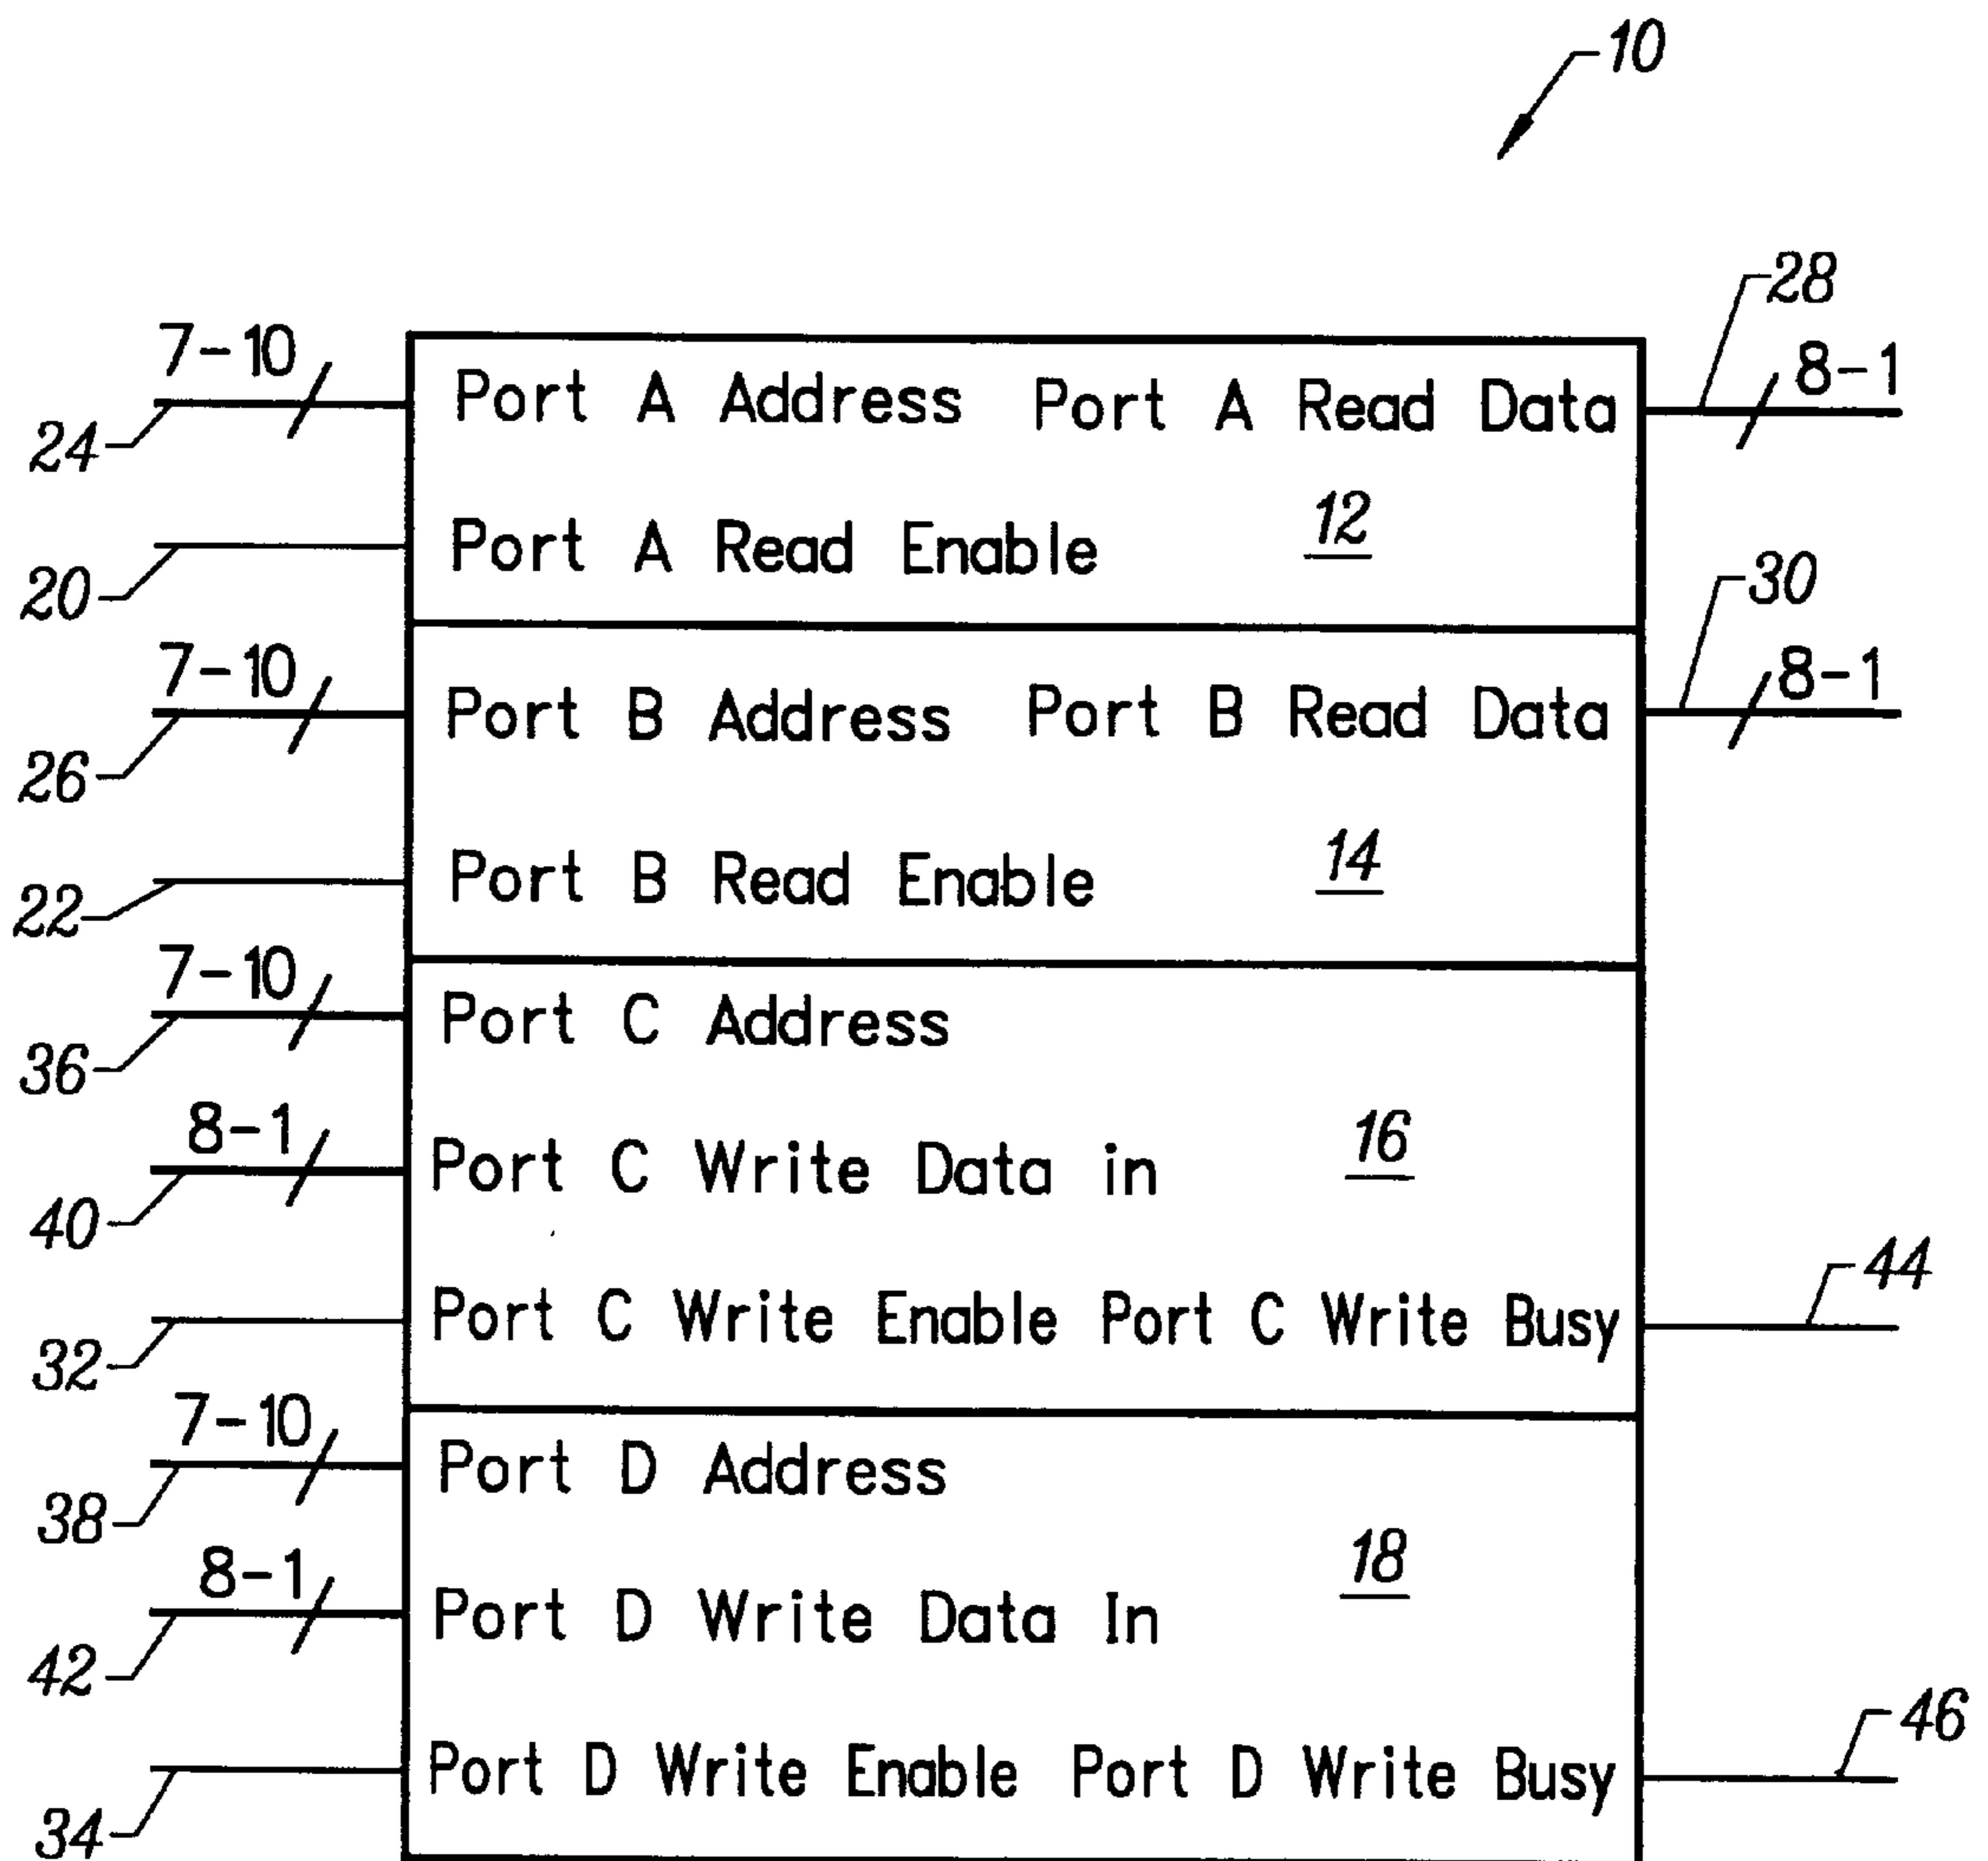 10
28
7-10
8-1
Port A Address Port A Read Data
24
12
Port A Read Enable
20
30
7-10
8-1
Port B Address Port B Read Data
26
14
Port B Read Enable
22
7-10
Port C Address
36
8-1
16
Port C Write Data in
40
44
Port C Write Enable Port C Write Busy
32
7-10
Port D Address
38
18
8-1
Port D Write Data In
42
46
Port D Write Enable Port D Write Busy
34